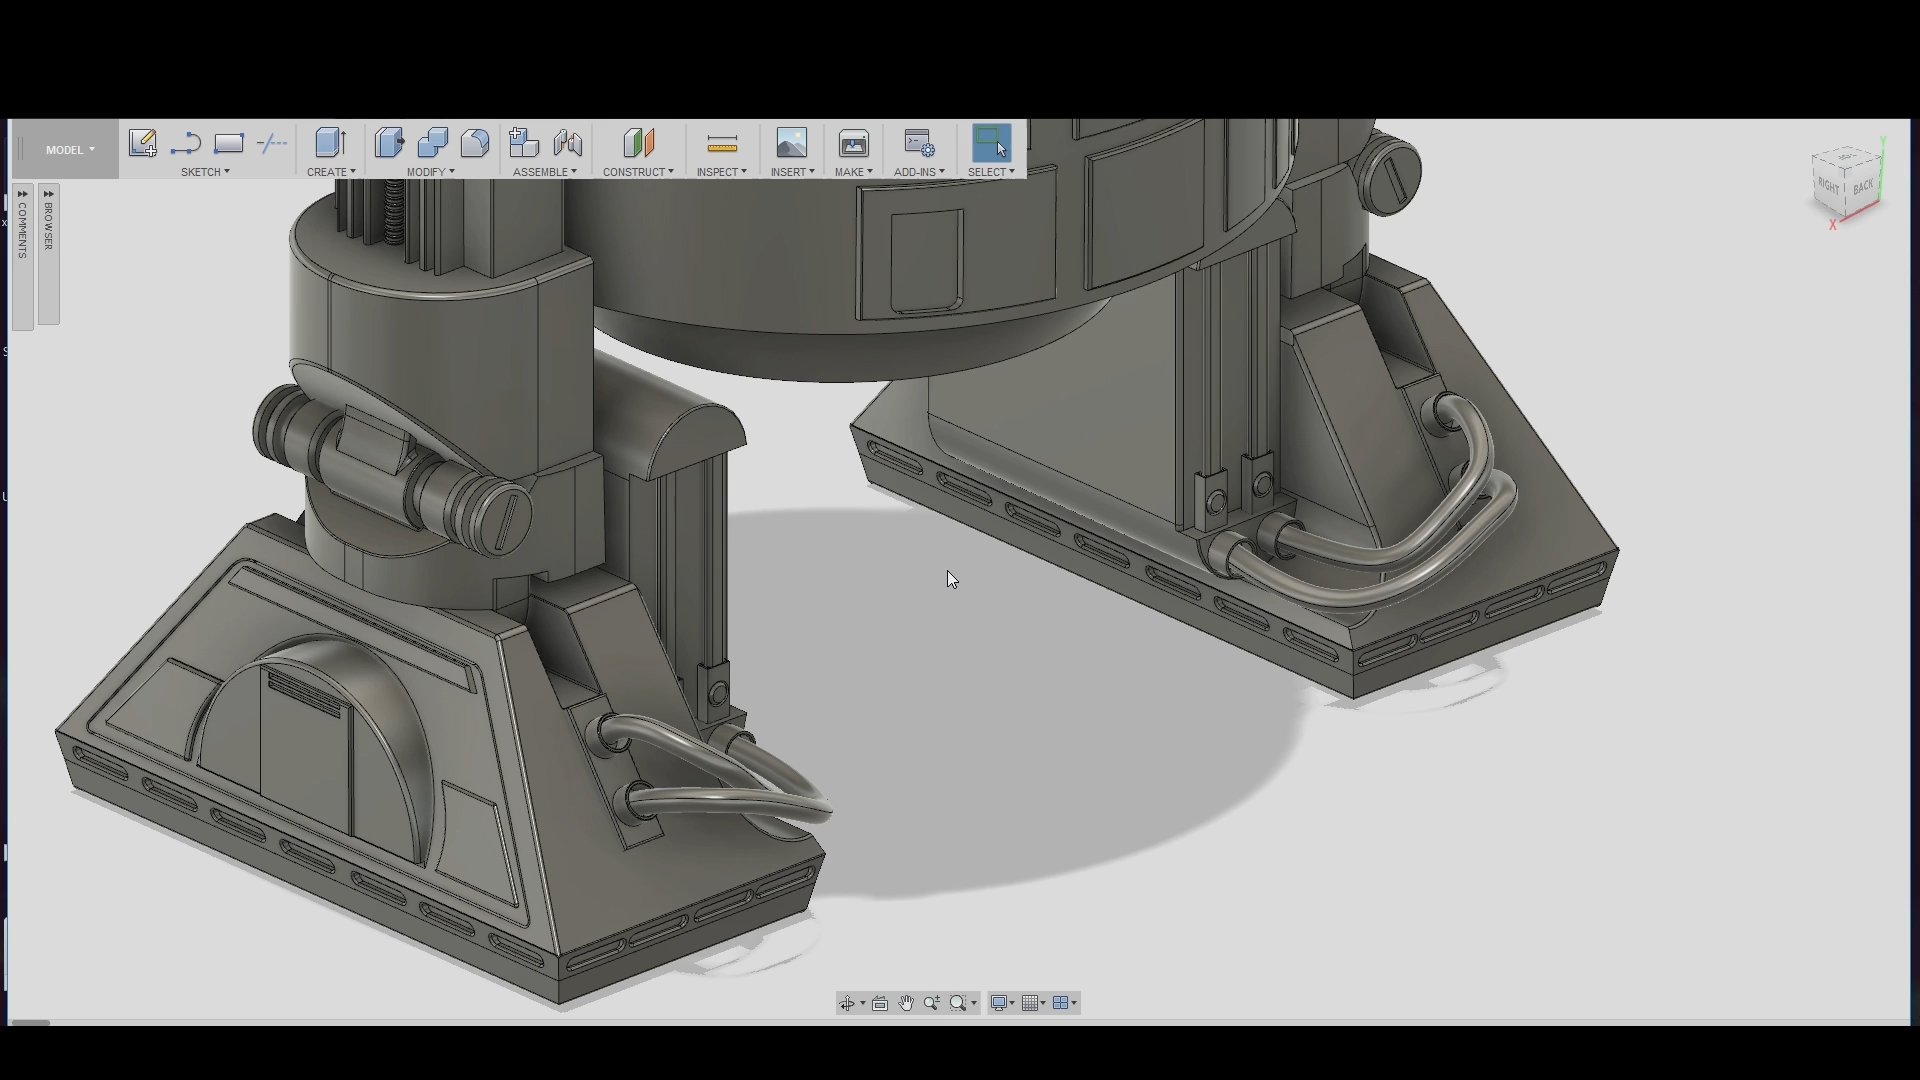 MODEL
SKETCH
CREATE
MODIFY
ASSEMBLE
CONSTRUCT
INSPECT
INSERT
MAKE
ADD-INS
SELECT
COMMENTS
BROWSER
RIGHT
BACK
Y
X